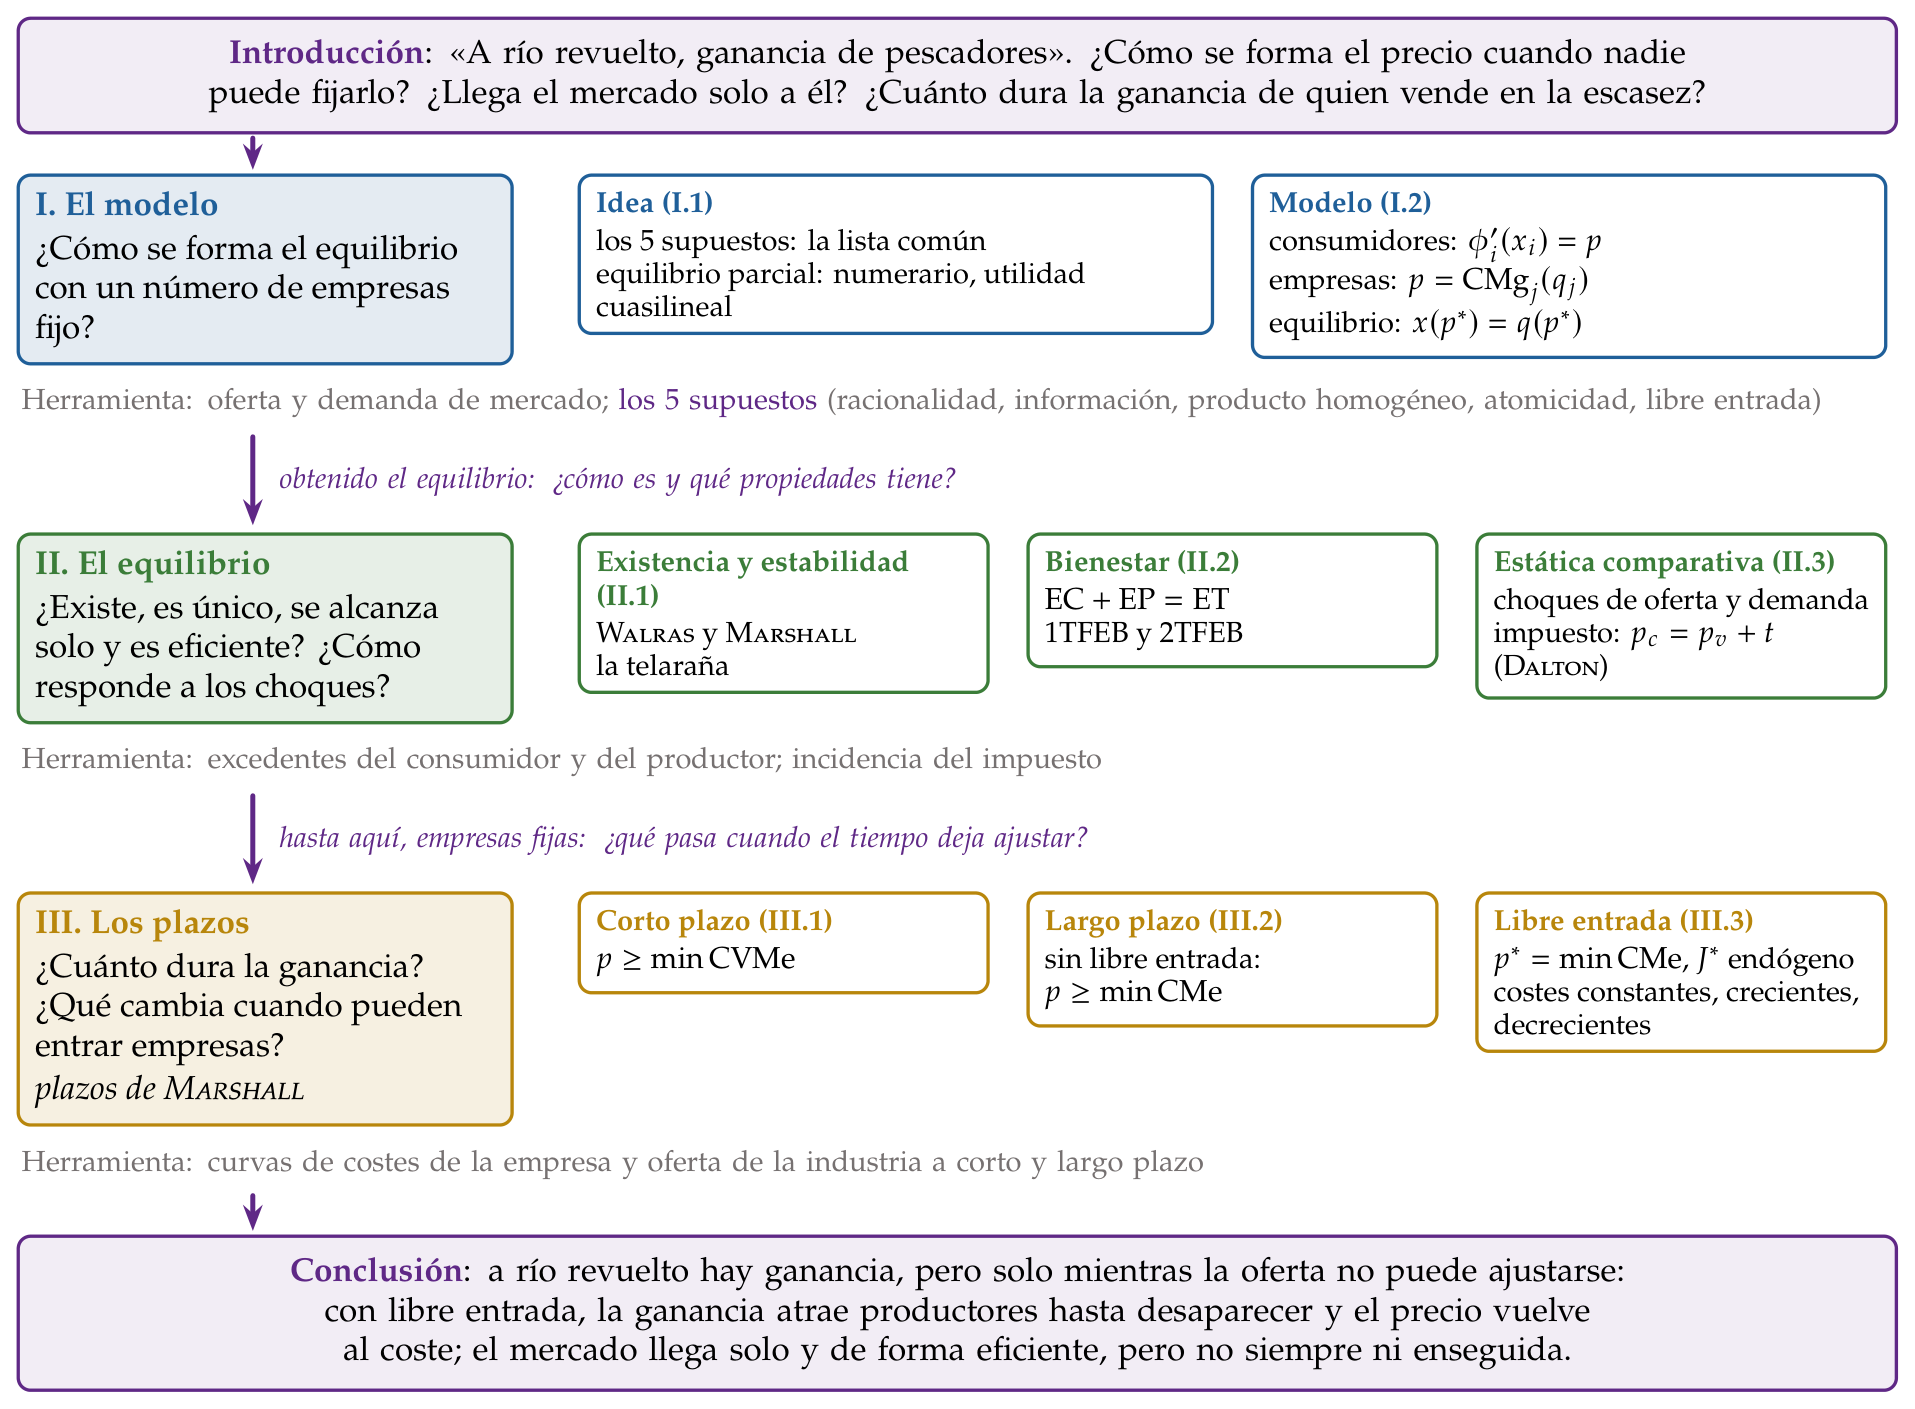 Introducción: «A río revuelto, ganancia de pescadores». ¿Cómo se forma el precio cuando nadie
puede fijarlo? ¿Llega el mercado solo a él? ¿Cuánto dura la ganancia de quien vende en la escasez?
I. El modelo
¿Cómo se forma el equilibrio
con un número de empresas
fijo?
Idea (I.1)
los 5 supuestos: la lista común
equilibrio parcial: numerario, utilidad
cuasilineal
Modelo (I.2)
consumidores: ϕ′ᵢ(xᵢ) = p
empresas: p = CMgⱼ(qⱼ)
equilibrio: x(p*) = q(p*)
Herramienta: oferta y demanda de mercado; los 5 supuestos (racionalidad, información, producto homogéneo, atomicidad, libre entrada)
obtenido el equilibrio: ¿cómo es y qué propiedades tiene?
II. El equilibrio
¿Existe, es único, se alcanza
solo y es eficiente? ¿Cómo
responde a los choques?
Existencia y estabilidad
(II.1)
Walras y Marshall
la telaraña
Bienestar (II.2)
EC + EP = ET
1TFEB y 2TFEB
Estática comparativa (II.3)
choques de oferta y demanda
impuesto: p_c = p_v + t
(Dalton)
Herramienta: excedentes del consumidor y del productor; incidencia del impuesto
hasta aquí, empresas fijas: ¿qué pasa cuando el tiempo deja ajustar?
III. Los plazos
¿Cuánto dura la ganancia?
¿Qué cambia cuando pueden
entrar empresas?
plazos de Marshall
Corto plazo (III.1)
p ≥ min CVMe
Largo plazo (III.2)
sin libre entrada:
p ≥ min CMe
Libre entrada (III.3)
p* = min CMe, J* endógeno
costes constantes, crecientes,
decrecientes
Herramienta: curvas de costes de la empresa y oferta de la industria a corto y largo plazo
Conclusión: a río revuelto hay ganancia, pero solo mientras la oferta no puede ajustarse:
con libre entrada, la ganancia atrae productores hasta desaparecer y el precio vuelve
al coste; el mercado llega solo y de forma eficiente, pero no siempre ni enseguida.